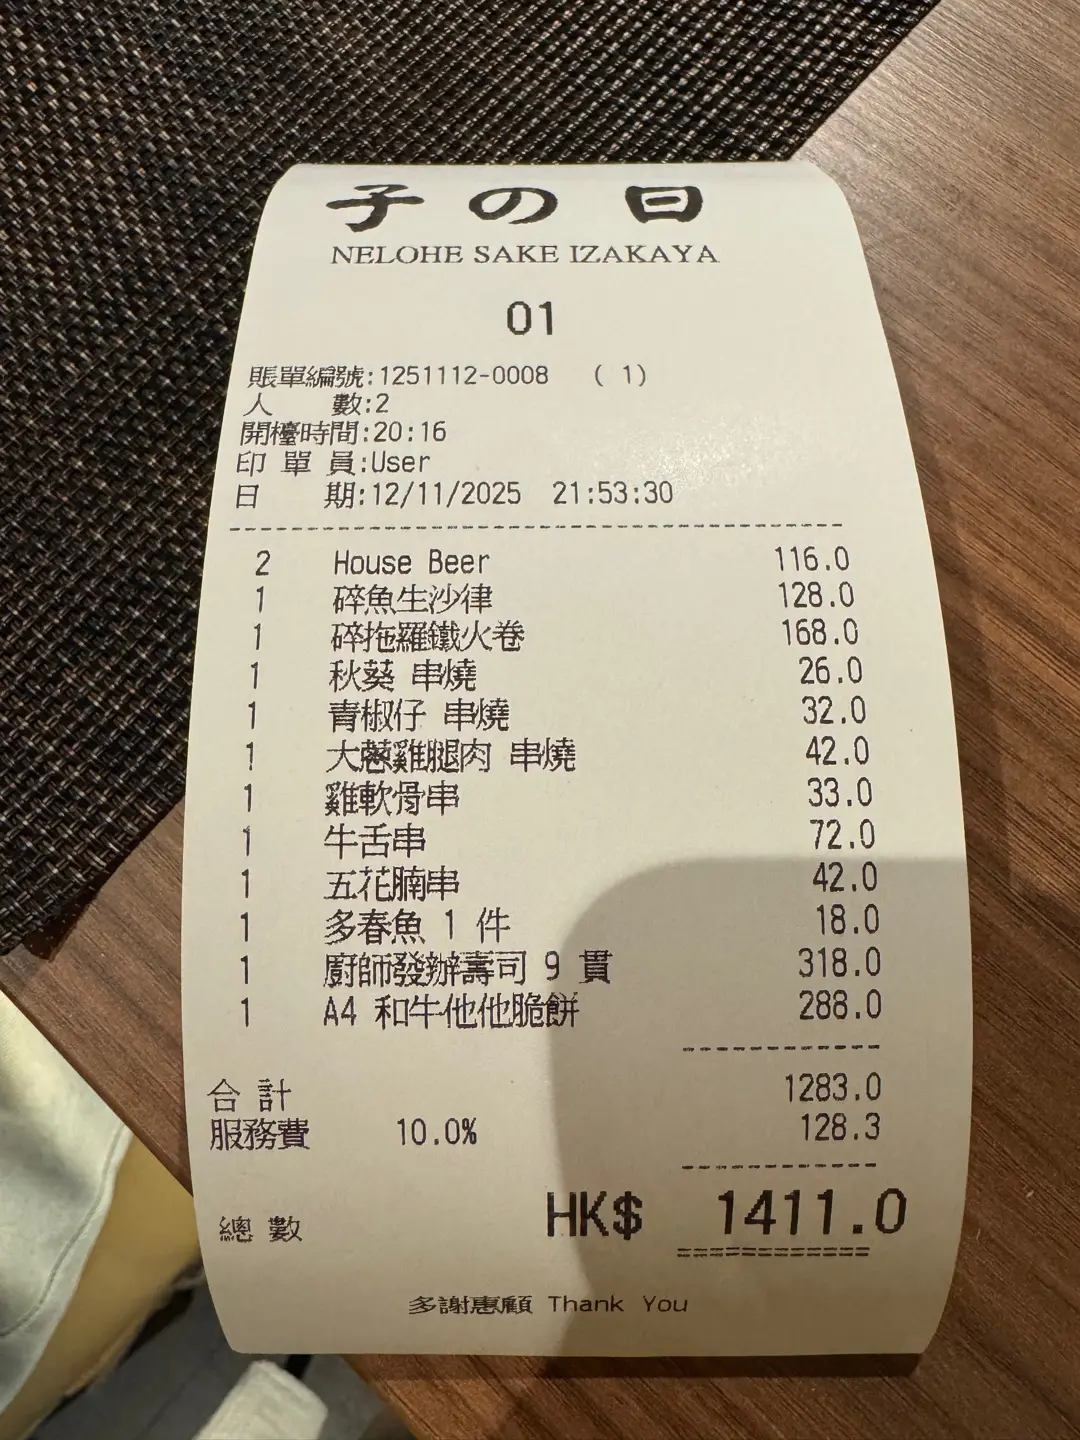 子の日
NELOHE SAKE IZAKAYA
01
賬單編號:1251112-0008 ( 1)
人 數:2
開檯時間:20:16
印 單 員:User
日 期:12/11/2025 21:53:30
2 House Beer 116.0
1 碎魚生沙律 128.0
1 碎拖羅鐵火卷 168.0
1 秋葵 串燒 26.0
1 青椒仔 串燒 32.0
1 大蔥雞腿肉 串燒 42.0
1 雞軟骨串 33.0
1 牛舌串 72.0
1 五花腩串 42.0
1 多春魚 1 件 18.0
1 廚師發辦壽司 9 貫 318.0
1 A4 和牛他他脆餅 288.0
合 計 1283.0
服務費 10.0% 128.3
總 數 HK$ 1411.0
多謝惠顧 Thank You